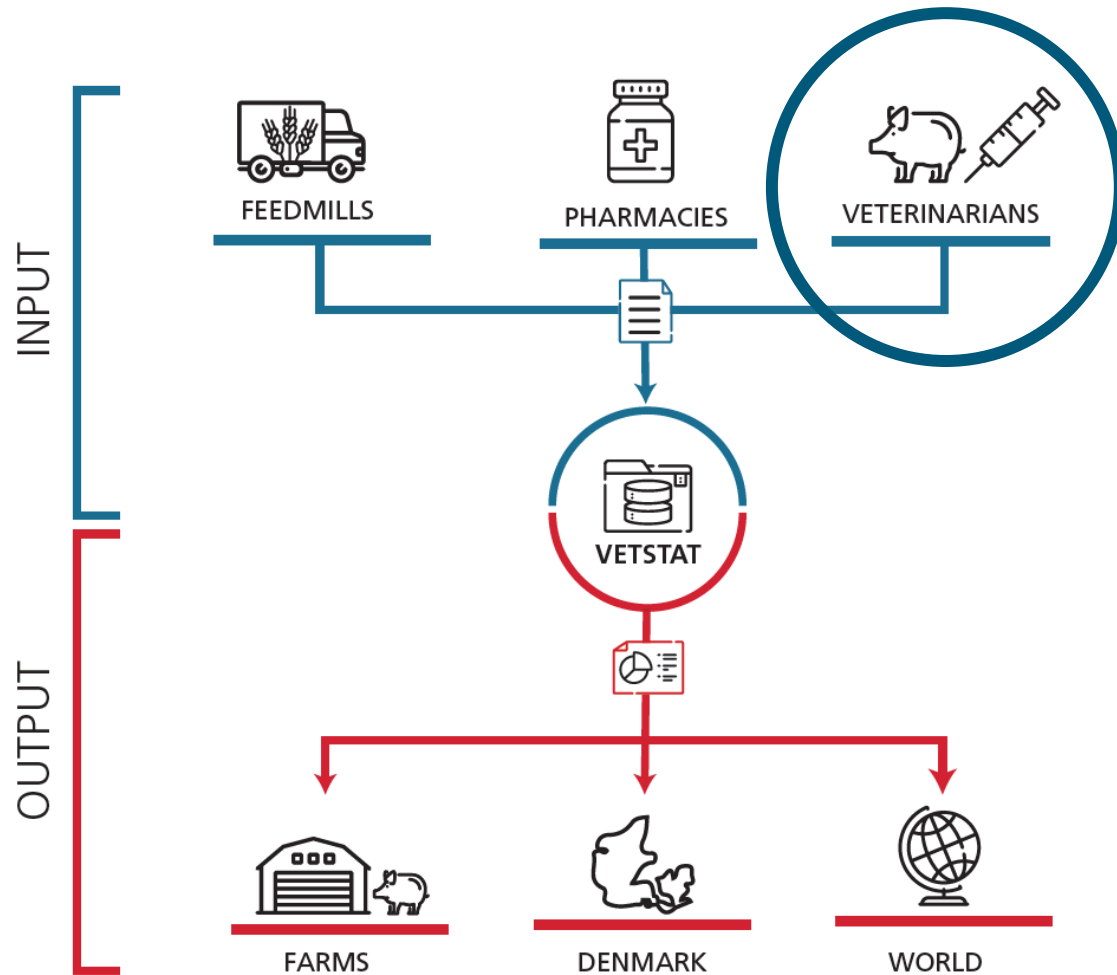 INPUT
FEEDMILLS
PHARMACIES
VETERINARIANS
VETSTAT
OUTPUT
FARMS
DENMARK
WORLD